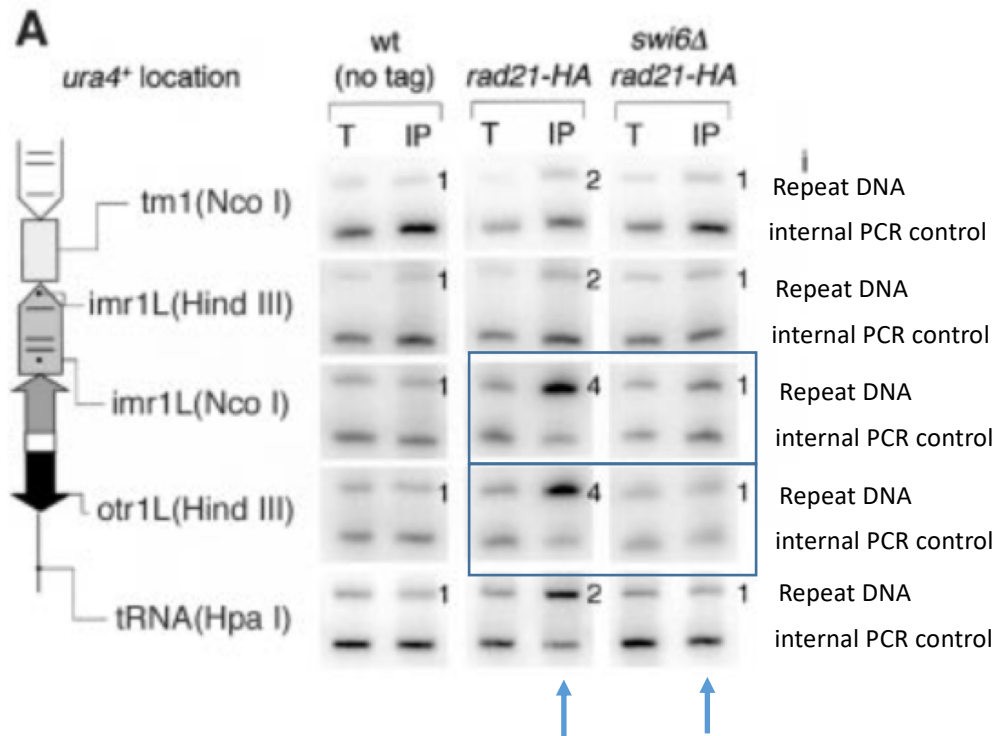 A
ura4+ location
wt
(no tag)
rad21-HA
swi6Δ
rad21-HA
T IP T IP T IP
i
tm1(Nco I)
1 2 1
Repeat DNA
internal PCR control
imr1L(Hind III)
1 2 1
Repeat DNA
internal PCR control
imr1L(Nco I)
1 4 1
Repeat DNA
internal PCR control
otr1L(Hind III)
1 4 1
Repeat DNA
internal PCR control
tRNA(Hpa I)
1 2 1
Repeat DNA
internal PCR control